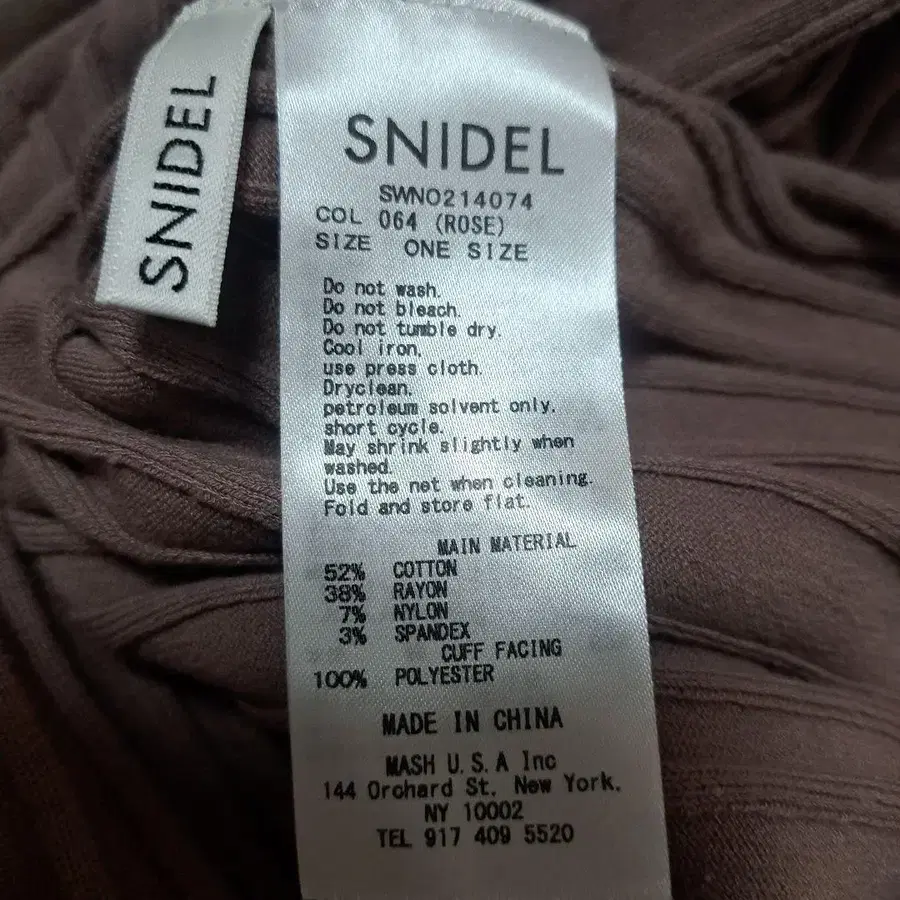 SNIDEL
SNIDEL
SWNO214074
COL 064 (ROSE)
SIZE ONE SIZE
Do not wash.
Do not bleach.
Do not tumble dry.
Cool iron.
use press cloth.
Dryclean.
petroleum solvent only.
short cycle.
May shrink slightly when
washed.
Use the net when cleaning.
Fold and store flat.
MAIN MATERIAL
52% COTTON
38% RAYON
7% NYLON
3% SPANDEX
CUFF FACING
100% POLYESTER
MADE IN CHINA
MASH U.S.A Inc
144 Orchard St. New York.
NY 10002
TEL 917 409 5520